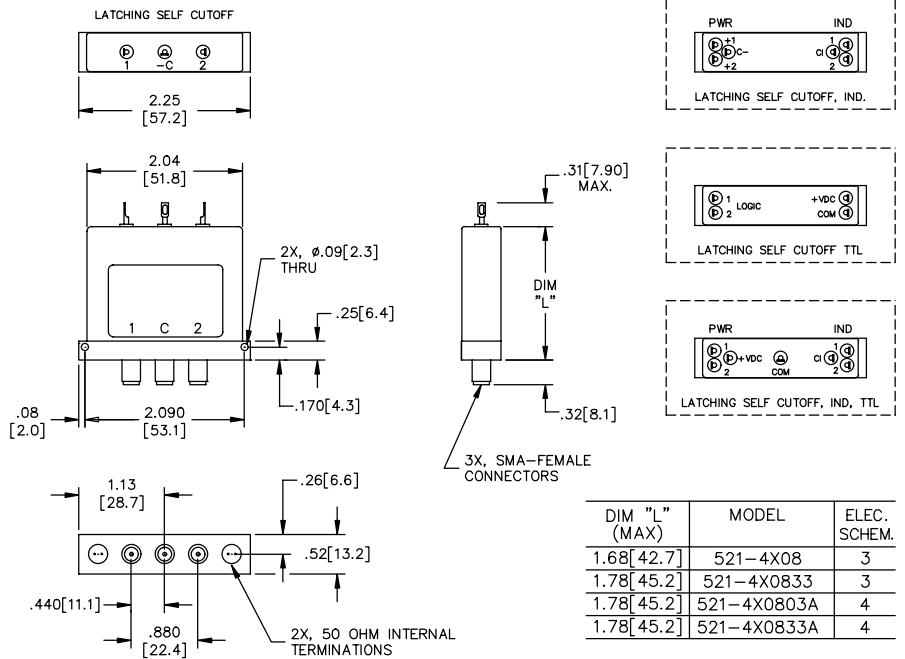 LATCHING SELF CUTOFF
1 -C 2
2.25
[57.2]
2.04
[51.8]
2X, ø.09[2.3]
THRU
.25[6.4]
1 C 2
.170[4.3]
.08
[2.0]
2.090
[53.1]
1.13
[28.7]
.26[6.6]
.52[13.2]
.440[11.1]
.880
[22.4]
2X, 50 OHM INTERNAL
TERMINATIONS
.31[7.90]
MAX.
DIM
"L"
.32[8.1]
3X, SMA-FEMALE
CONNECTORS
PWR IND
+1 1
C- CI
+2 2
LATCHING SELF CUTOFF, IND.
1 LOGIC +VDC
2 COM
LATCHING SELF CUTOFF TTL
PWR IND
1 1
+VDC CI
2 COM 2
LATCHING SELF CUTOFF, IND, TTL
DIM "L" MODEL ELEC.
(MAX) SCHEM.
1.68[42.7] 521-4X08 3
1.78[45.2] 521-4X0833 3
1.78[45.2] 521-4X0803A 4
1.78[45.2] 521-4X0833A 4